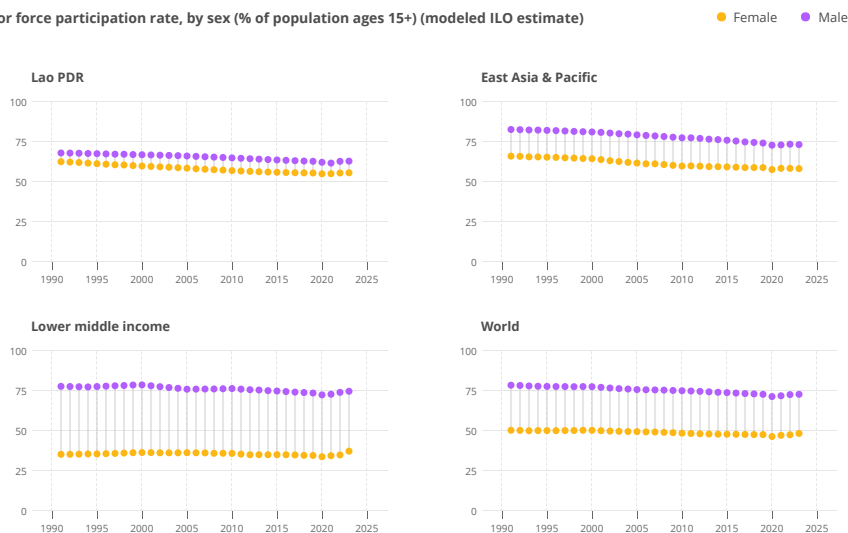 or force participation rate, by sex (% of population ages 15+) (modeled ILO estimate)
Female Male
Lao PDR
100
75
50
25
0
1990 1995 2000 2005 2010 2015 2020 2025
East Asia & Pacific
100
75
50
25
0
1990 1995 2000 2005 2010 2015 2020 2025
Lower middle income
100
75
50
25
0
1990 1995 2000 2005 2010 2015 2020 2025
World
100
75
50
25
0
1990 1995 2000 2005 2010 2015 2020 2025